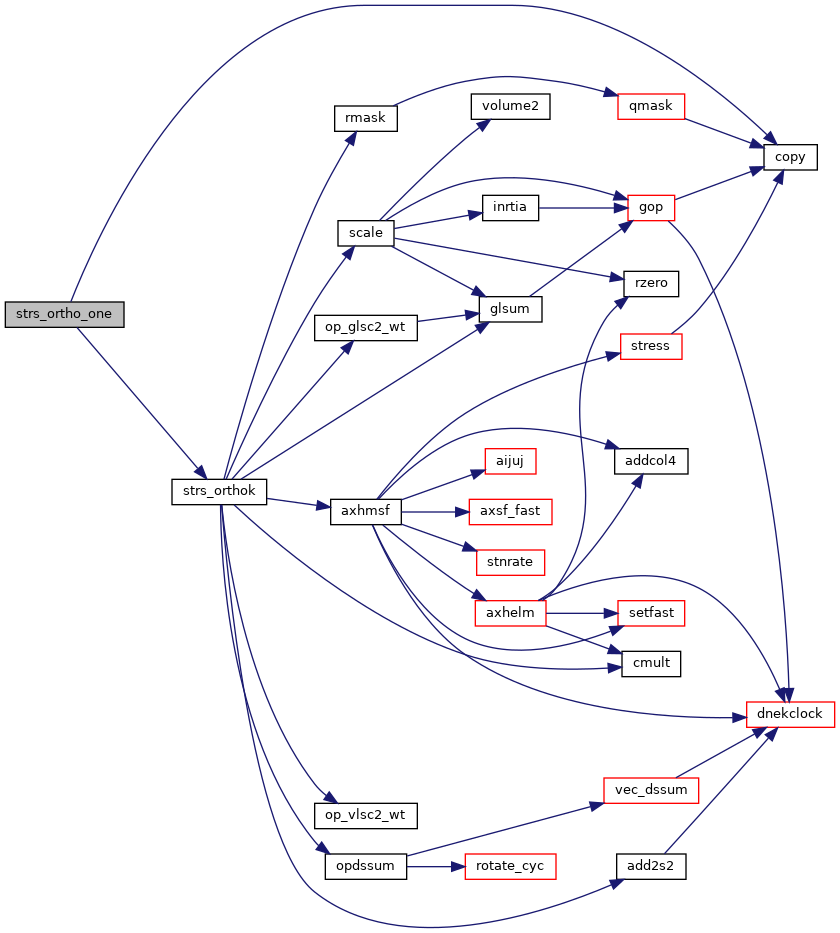 volume2
qmask
rmask
copy
inrtia
gop
scale
rzero
glsum
strs_ortho_one
op_glsc2_wt
stress
aijuj
addcol4
strs_orthok
axhmsf
axsf_fast
stnrate
axhelm
setfast
cmult
dnekclock
vec_dssum
op_vlsc2_wt
opdssum
rotate_cyc
add2s2